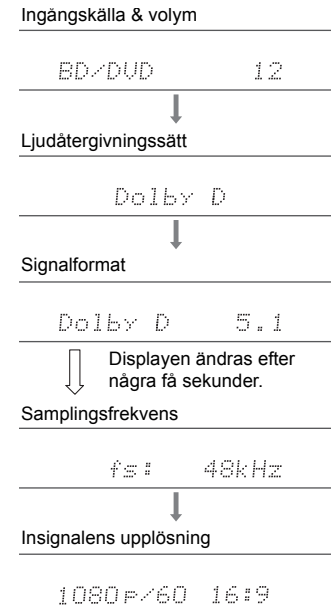 Ingångskälla & volym
BD/DVD 12
Ljudåtergivningssätt
Dolby D
Signalformat
Dolby D 5.1
Displayen ändras efter
några få sekunder.
Samplingsfrekvens
fs: 48kHz
Insignalens upplösning
1080p/60 16:9